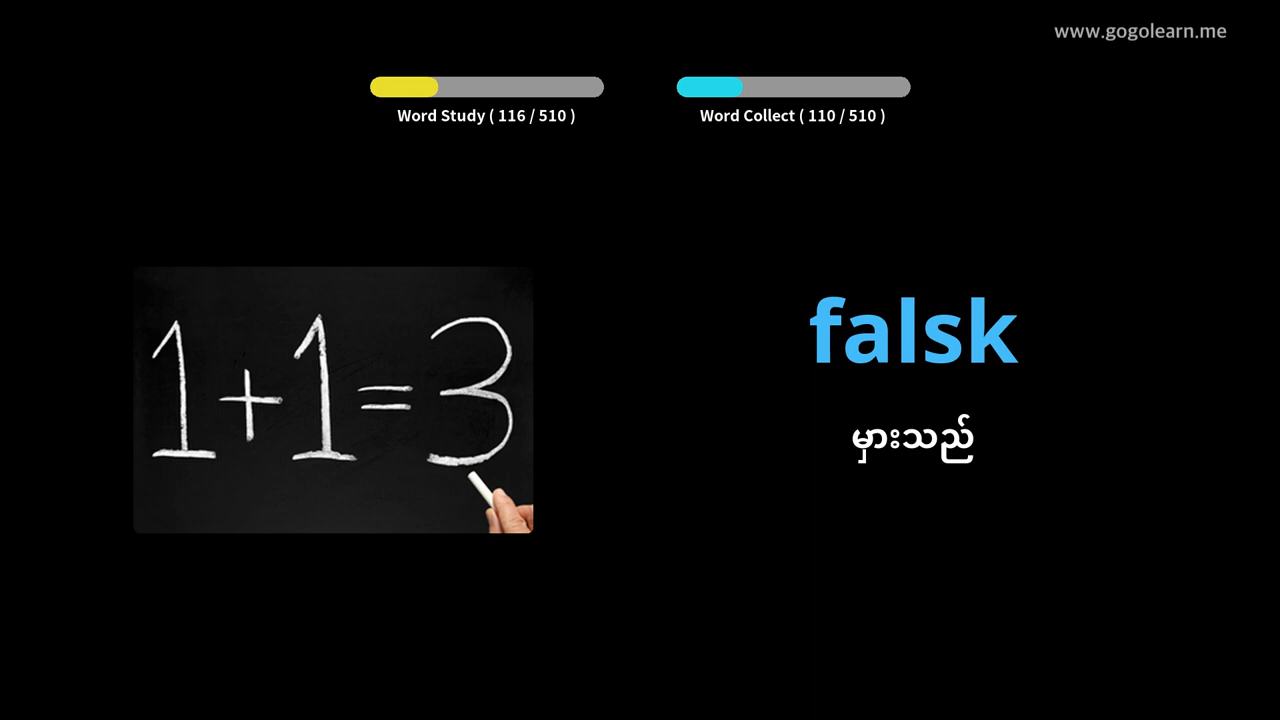 www.gogolearn.me
Word Study ( 116 / 510 )
Word Collect ( 110 / 510 )
1+1=3
falsk
မှားသည်